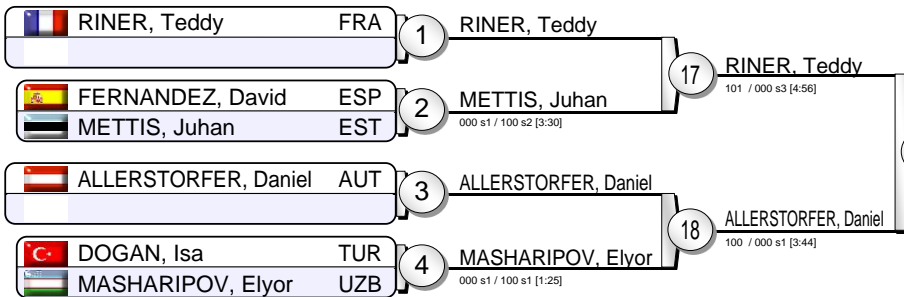 RINER, Teddy FRA
1
RINER, Teddy
FERNANDEZ, David ESP
METTIS, Juhan EST
2
METTIS, Juhan
000 s1 / 100 s2 [3:30]
17
RINER, Teddy
101 / 000 s3 [4:56]
ALLERSTORFER, Daniel AUT
3
ALLERSTORFER, Daniel
DOGAN, Isa TUR
MASHARIPOV, Elyor UZB
4
MASHARIPOV, Elyor
000 s1 / 100 s1 [1:25]
18
ALLERSTORFER, Daniel
100 / 000 s1 [3:44]